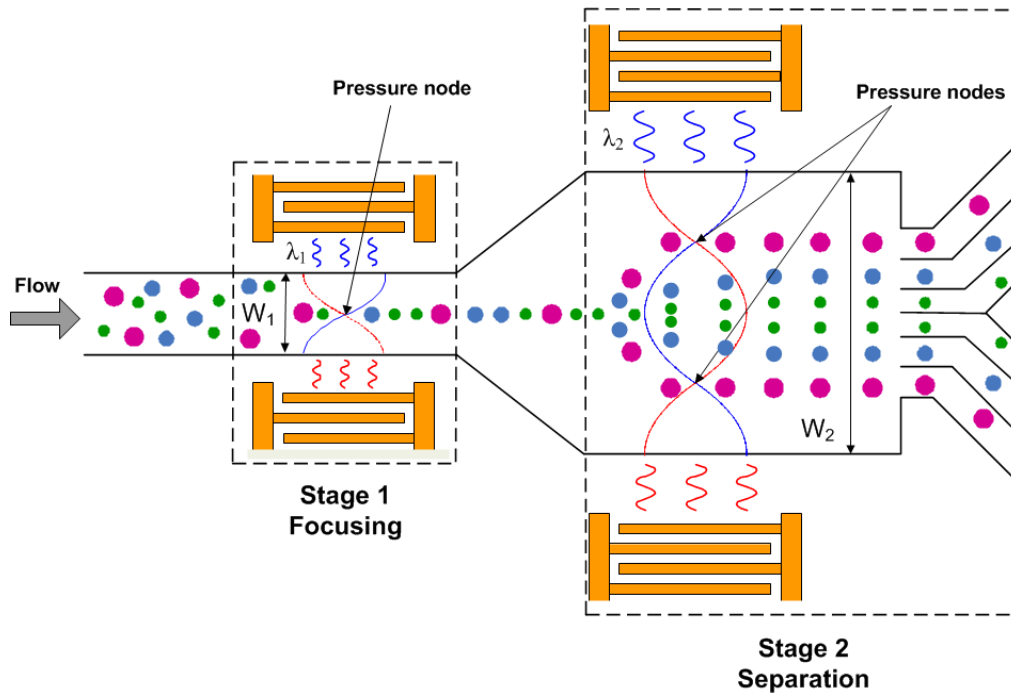 Pressure node
Pressure nodes
λ2
λ1
Flow
W1
W2
Stage 1
Focusing
Stage 2
Separation